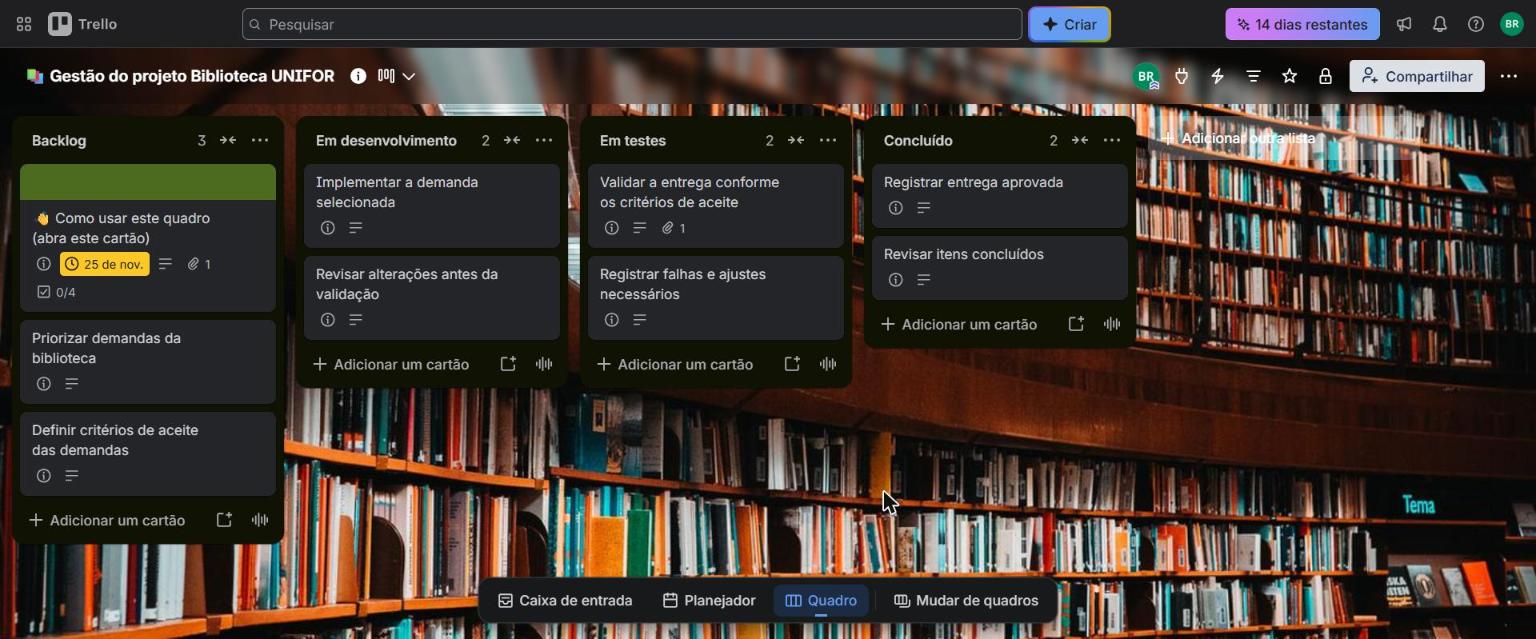 Trello
Pesquisar
Criar
14 dias restantes
BR
Gestão do projeto Biblioteca UNIFOR
BR
Compartilhar
Backlog 3
Como usar este quadro
(abra este cartão)
25 de nov. 1
0/4
Priorizar demandas da
biblioteca
Definir critérios de aceite
das demandas
Adicionar um cartão
Em desenvolvimento 2
Implementar a demanda
selecionada
Revisar alterações antes da
validação
Adicionar um cartão
Em testes 2
Validar a entrega conforme
os critérios de aceite
1
Registrar falhas e ajustes
necessários
Adicionar um cartão
Concluído 2
Registrar entrega aprovada
Revisar itens concluídos
Adicionar um cartão
Adicionar outra lista
Tema
Caixa de entrada
Planejador
Quadro
Mudar de quadros